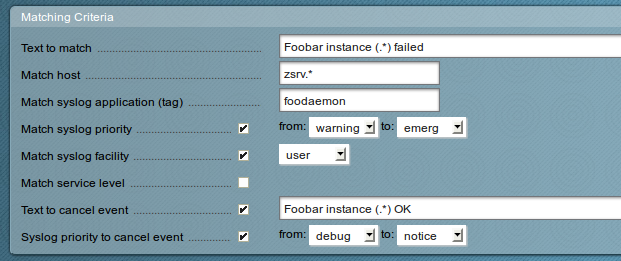 Matching Criteria
Text to match Foobar instance (.*) failed
Match host zsrv.*
Match syslog application (tag) foodaemon
Match syslog priority from: warning to: emerg
Match syslog facility user
Match service level
Text to cancel event Foobar instance (.*) OK
Syslog priority to cancel event from: debug to: notice